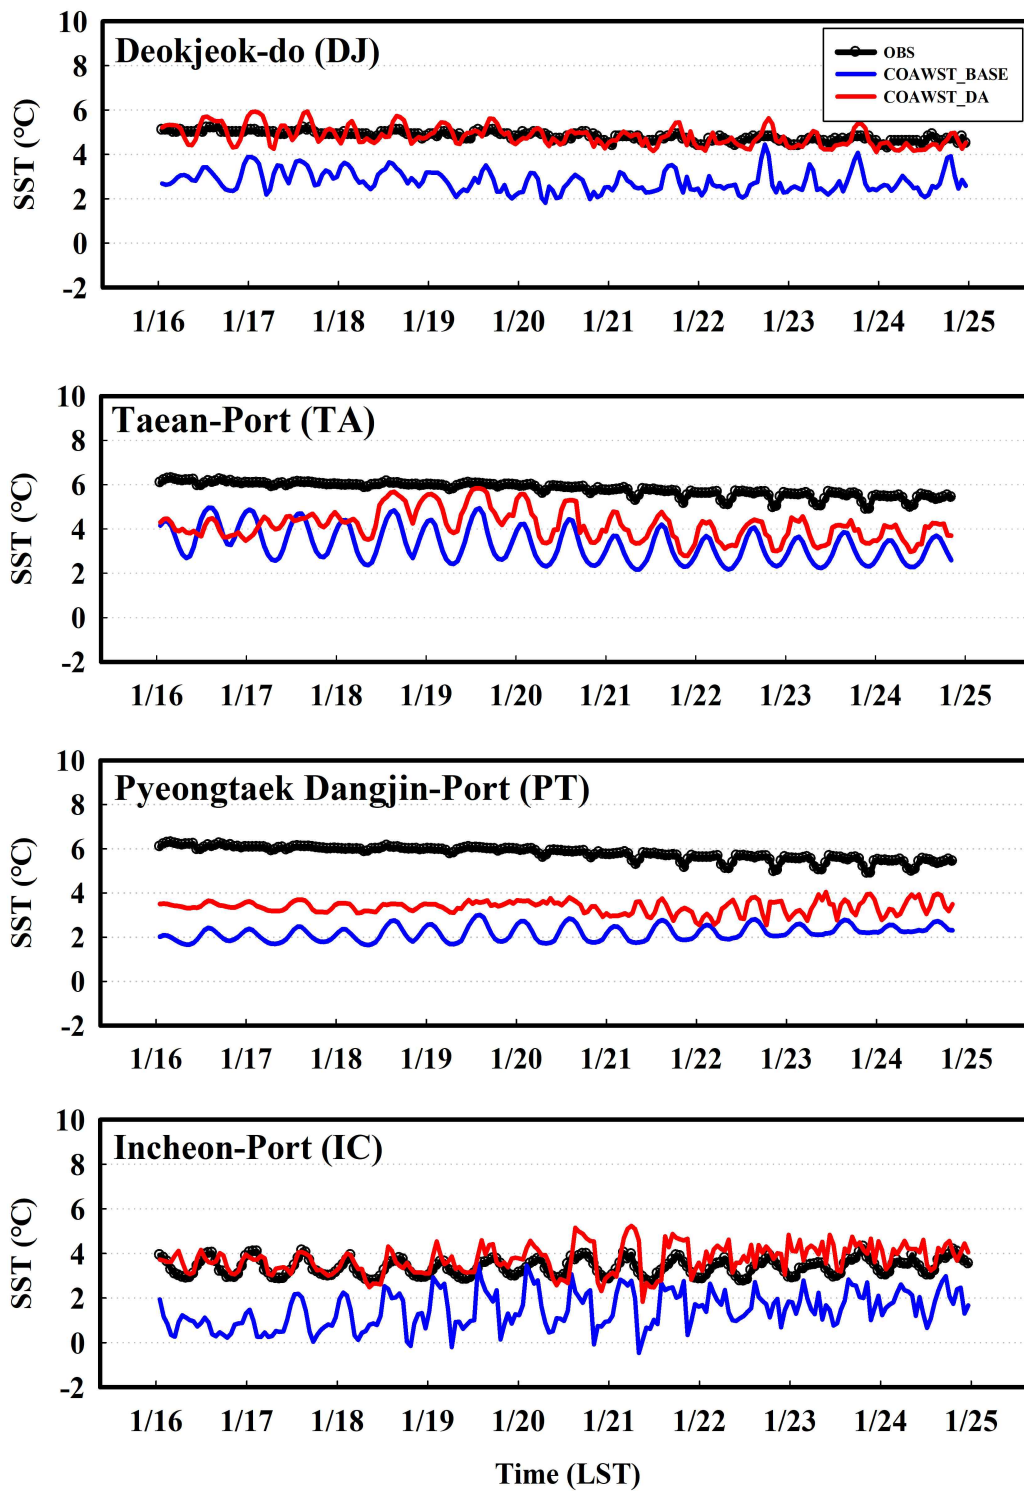 Deokjeok-do (DJ)
OBS
COAWST_BASE
COAWST_DA
SST (°C)
10
8
6
4
2
0
-2
1/16 1/17 1/18 1/19 1/20 1/21 1/22 1/23 1/24 1/25
Taean-Port (TA)
SST (°C)
10
8
6
4
2
0
-2
1/16 1/17 1/18 1/19 1/20 1/21 1/22 1/23 1/24 1/25
Pyeongtaek Dangjin-Port (PT)
SST (°C)
10
8
6
4
2
0
-2
1/16 1/17 1/18 1/19 1/20 1/21 1/22 1/23 1/24 1/25
Incheon-Port (IC)
SST (°C)
10
8
6
4
2
0
-2
1/16 1/17 1/18 1/19 1/20 1/21 1/22 1/23 1/24 1/25
Time (LST)